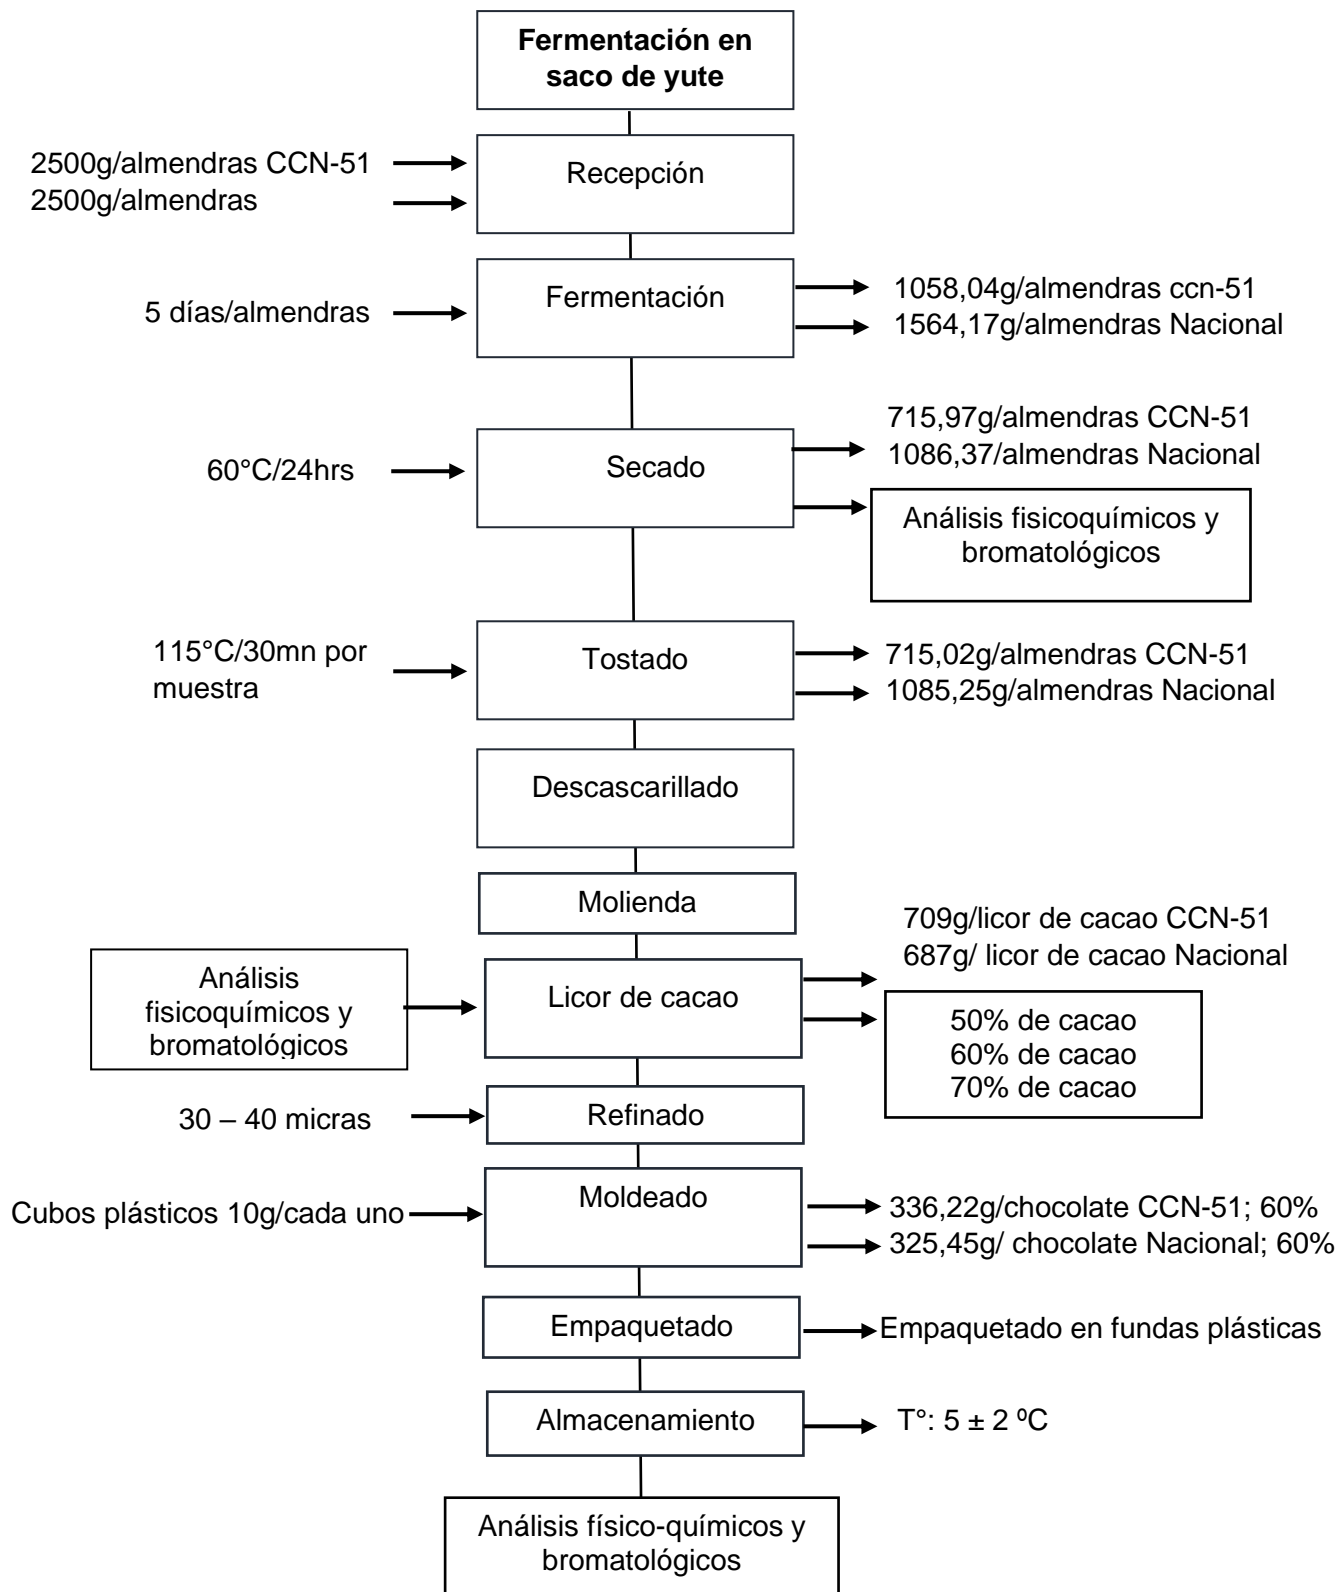 Fermentación en
saco de yute
2500g/almendras CCN-51
2500g/almendras
Recepción
5 días/almendras
Fermentación
1058,04g/almendras ccn-51
1564,17g/almendras Nacional
60°C/24hrs
Secado
715,97g/almendras CCN-51
1086,37/almendras Nacional
Análisis fisicoquímicos y
bromatológicos
115°C/30mn por
muestra
Tostado
715,02g/almendras CCN-51
1085,25g/almendras Nacional
Descascarillado
Molienda
Análisis
fisicoquímicos y
bromatológicos
Licor de cacao
709g/licor de cacao CCN-51
687g/ licor de cacao Nacional
50% de cacao
60% de cacao
70% de cacao
30 – 40 micras
Refinado
Cubos plásticos 10g/cada uno
Moldeado
336,22g/chocolate CCN-51; 60%
325,45g/ chocolate Nacional; 60%
Empaquetado
Empaquetado en fundas plásticas
Almacenamiento
T°: 5 ± 2 ºC
Análisis físico-químicos y
bromatológicos